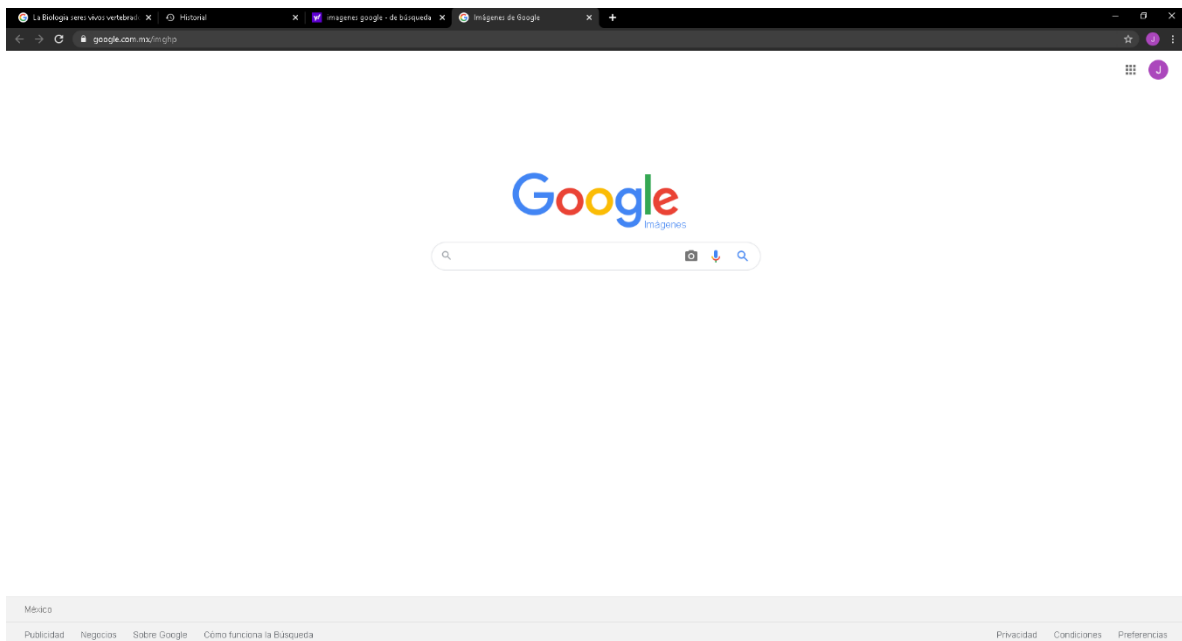 La Biología seres vivos vertebrad
Historial
imagenes google - de búsqueda
Imágenes de Google
google.com.mx/imghp
J
J
Google
Imágenes
México
Publicidad Negocios Sobre Google Cómo funciona la Búsqueda
Privacidad Condiciones Preferencias